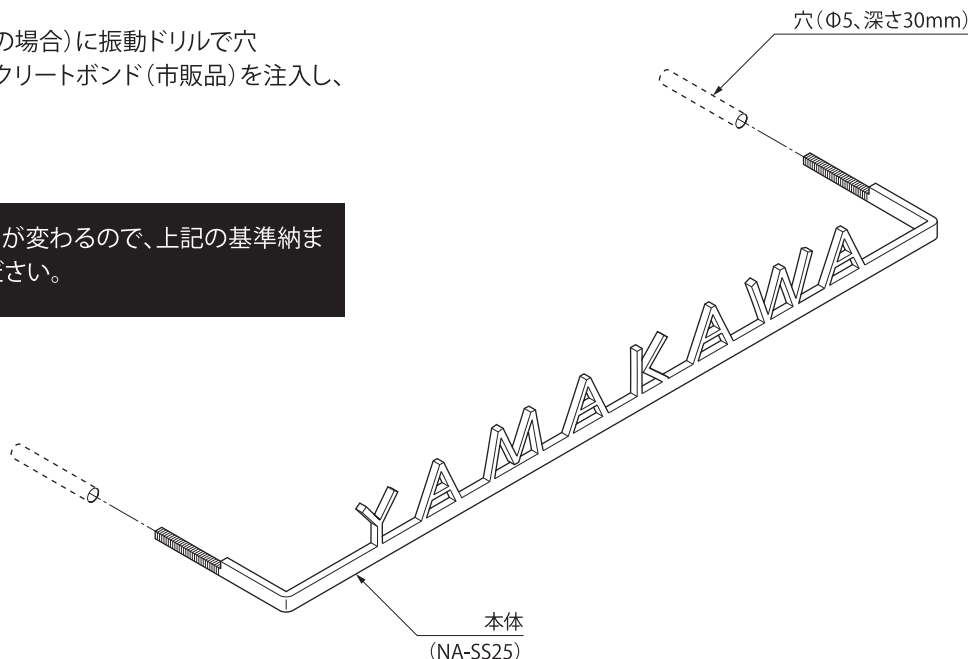 の場合)に振動ドリルで穴
クリートボンド(市販品)を注入し、
が変わるので、上記の基準納ま
ださい。
穴(Φ5、深さ30mm)
YAMAKAWA
本体
(NA-SS25)